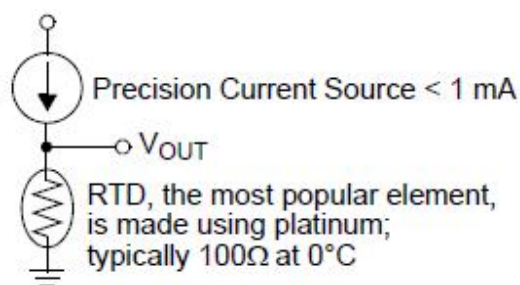 Precision Current Source < 1 mA
VOUT
RTD, the most popular element,
is made using platinum;
typically 100Ω at 0°C